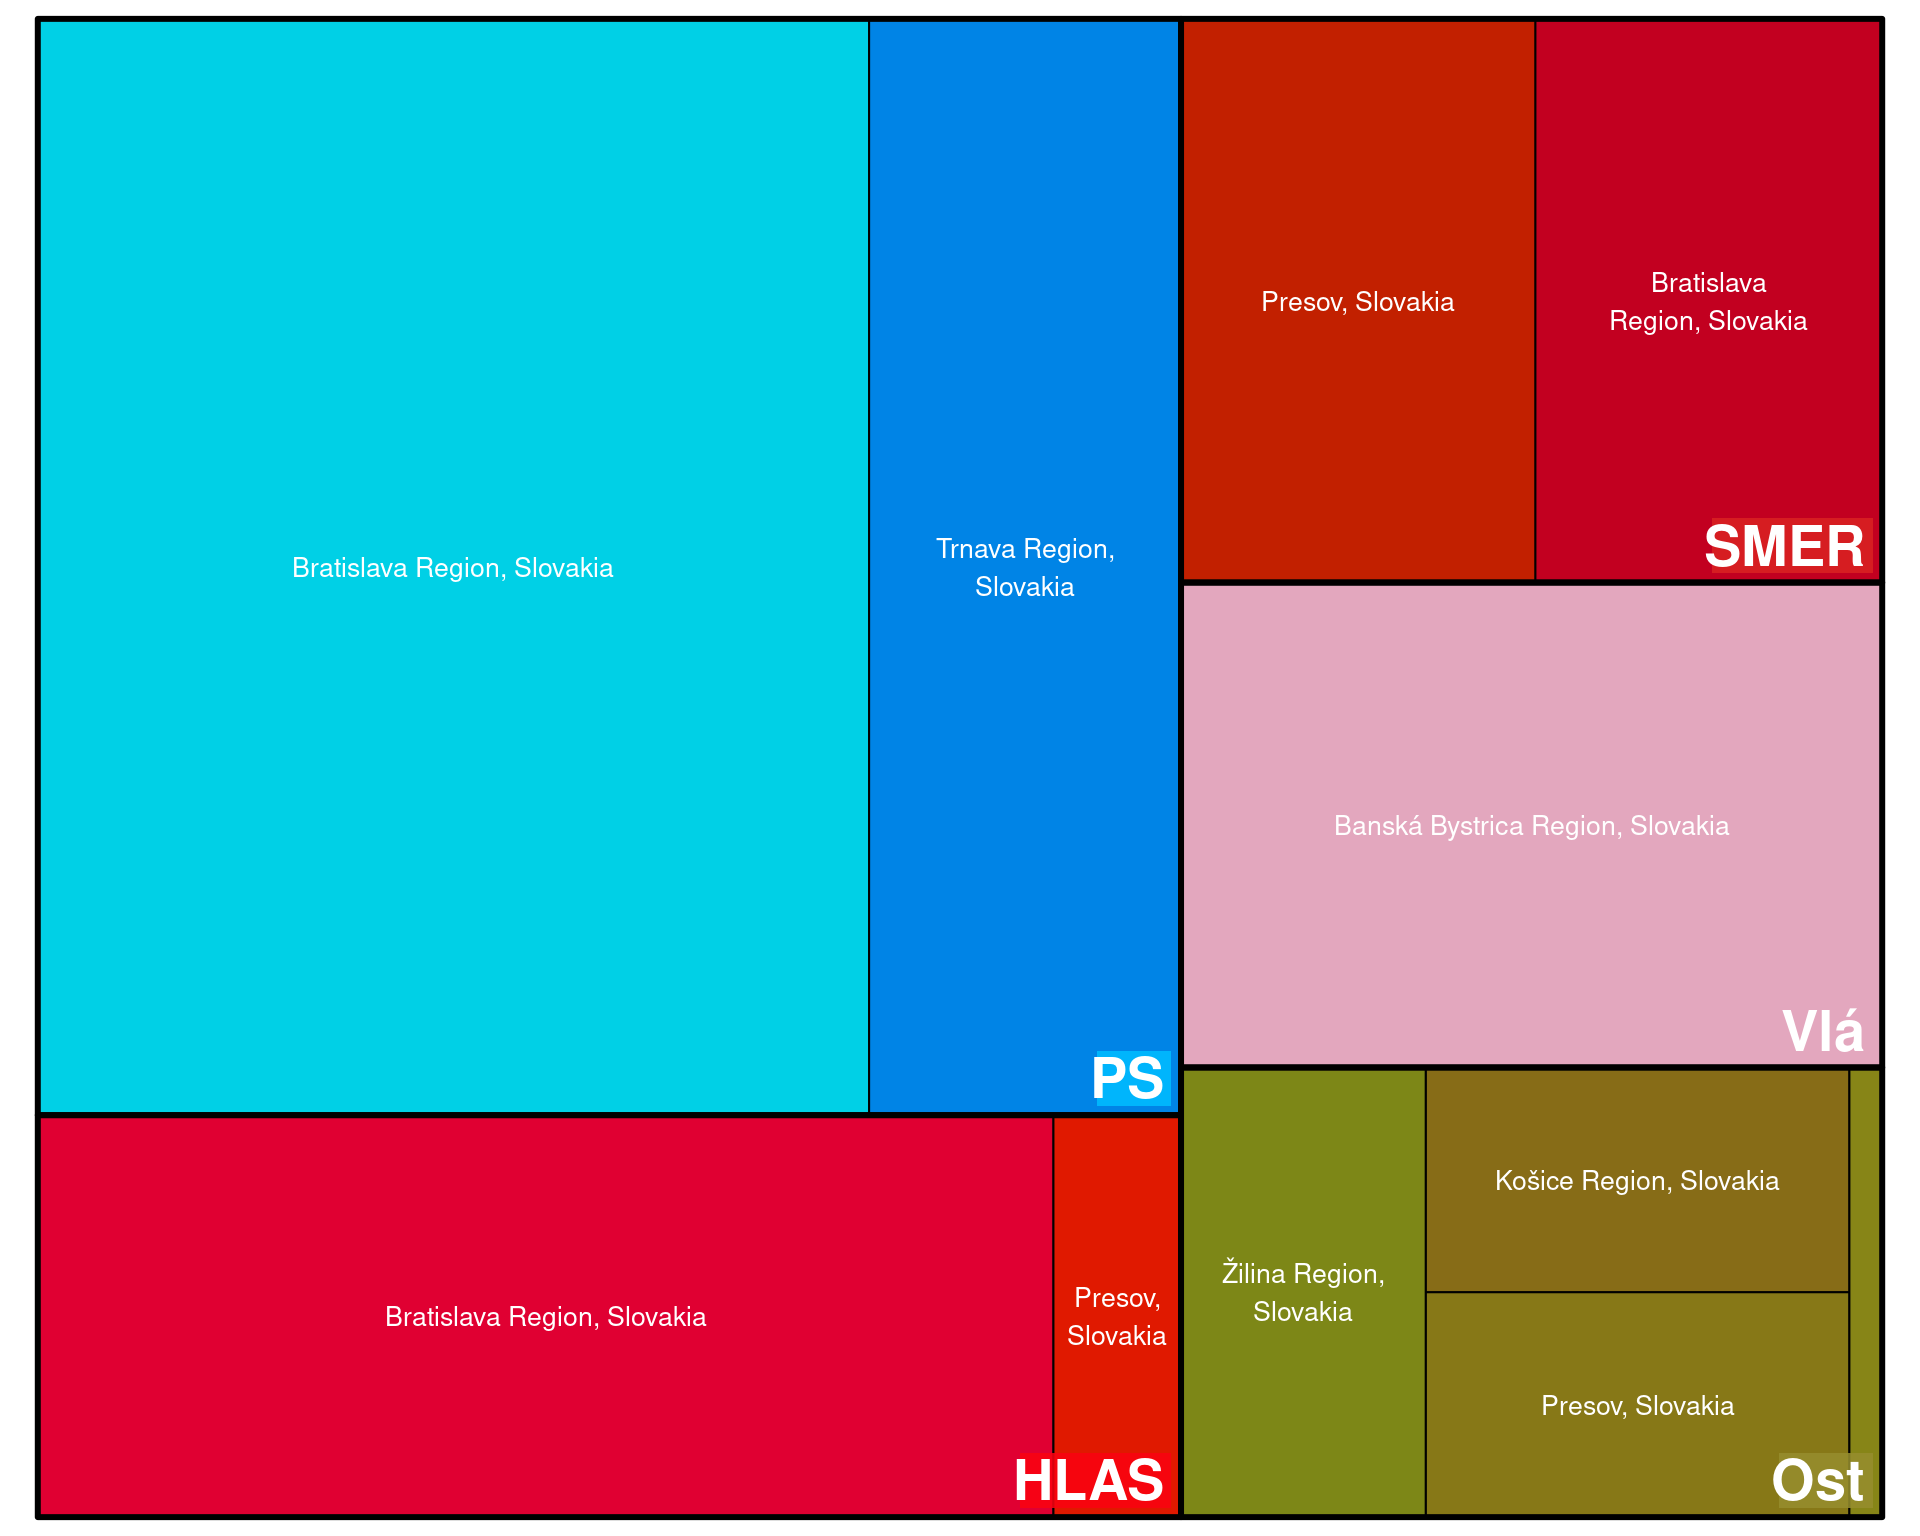 Bratislava Region, Slovakia
Trnava Region,
Slovakia
PS
Presov, Slovakia
Bratislava
Region, Slovakia
SMER
Banská Bystrica Region, Slovakia
Vlá
Bratislava Region, Slovakia
Presov,
Slovakia
HLAS
Žilina Region,
Slovakia
Košice Region, Slovakia
Presov, Slovakia
Ost